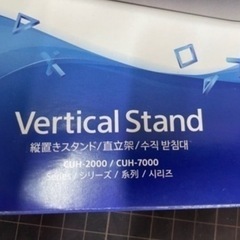 Vertical Stand
縦置きスタンド/直立架/수직 받침대
CUH-2000 / CUH-7000
Series/シリーズ/系列/시리즈